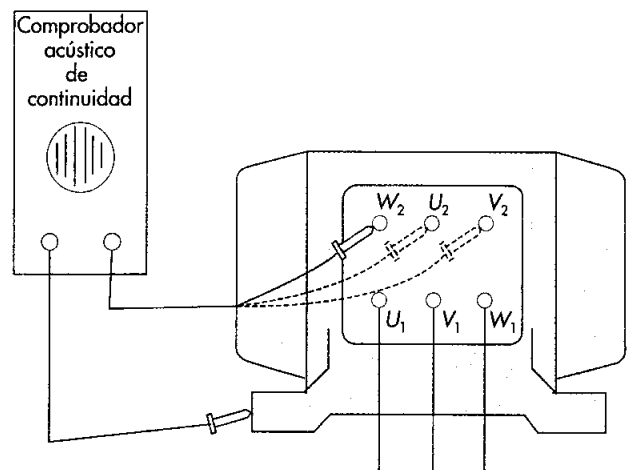 Comprobador
acústico
de
continuidad
W₂ U₂ V₂
U₁ V₁ W₁